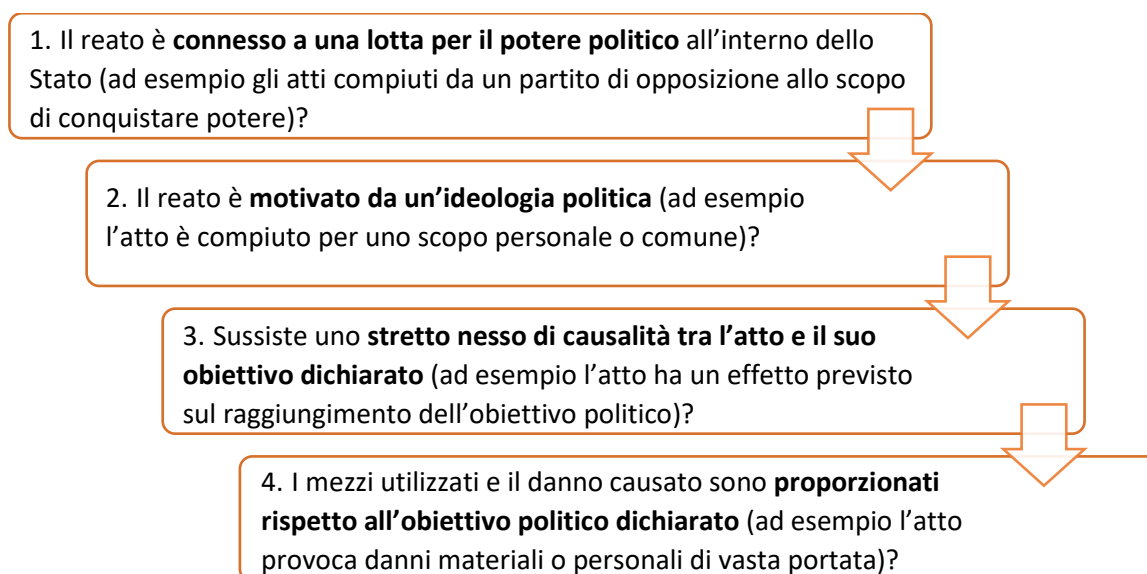 1. Il reato è connesso a una lotta per il potere politico all’interno dello
Stato (ad esempio gli atti compiuti da un partito di opposizione allo scopo
di conquistare potere)?
2. Il reato è motivato da un’ideologia politica (ad esempio
l’atto è compiuto per uno scopo personale o comune)?
3. Sussiste uno stretto nesso di causalità tra l’atto e il suo
obiettivo dichiarato (ad esempio l’atto ha un effetto previsto
sul raggiungimento dell’obiettivo politico)?
4. I mezzi utilizzati e il danno causato sono proporzionati
rispetto all’obiettivo politico dichiarato (ad esempio l’atto
provoca danni materiali o personali di vasta portata)?